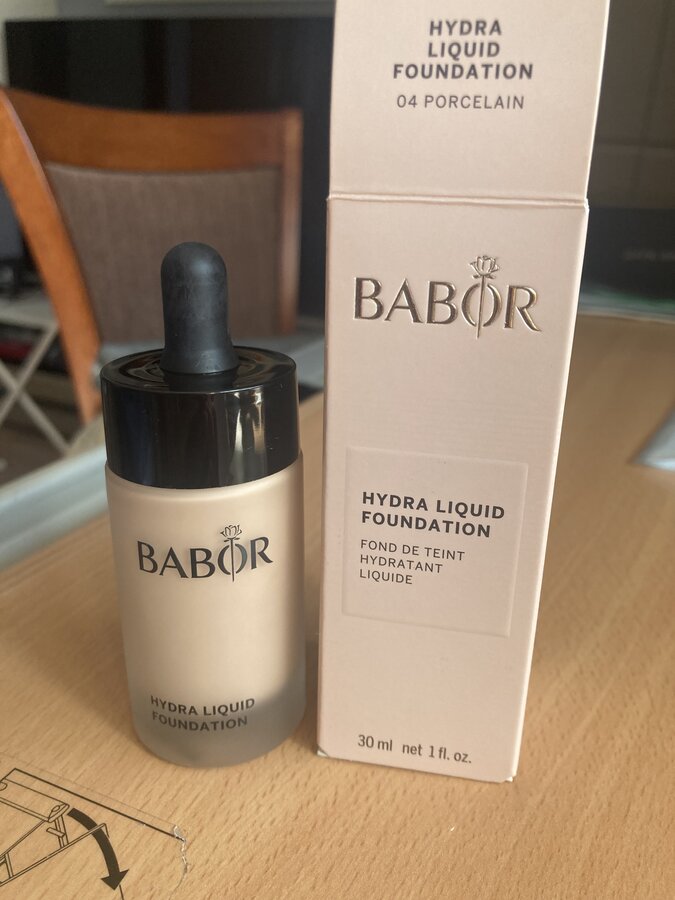 HYDRA
LIQUID
FOUNDATION
04 PORCELAIN
BABOR
HYDRA LIQUID
FOUNDATION
FOND DE TEINT
HYDRATANT
LIQUIDE
30 ml net 1 fl. oz.
BABOR
HYDRA LIQUID
FOUNDATION